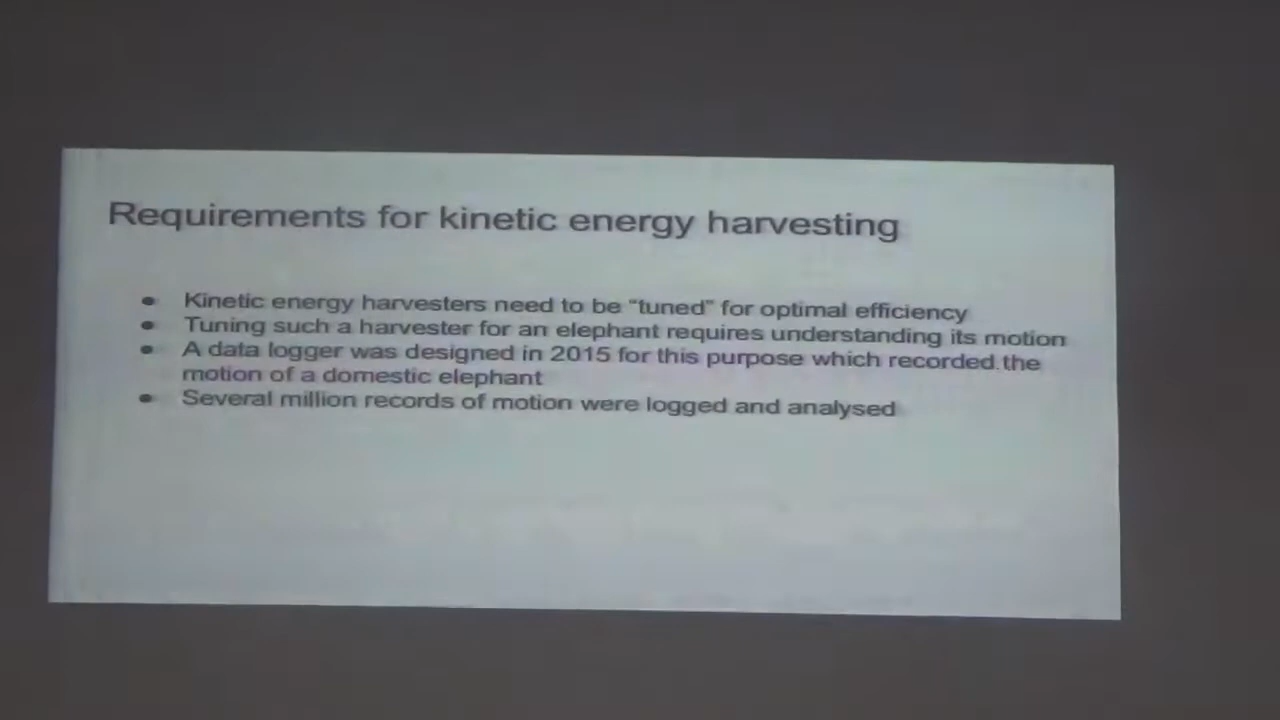 Requirements for kinetic energy harvesting
● Kinetic energy harvesters need to be “tuned” for optimal efficiency
● Tuning such a harvester for an elephant requires understanding its motion
● A data logger was designed in 2015 for this purpose which recorded the
motion of a domestic elephant
● Several million records of motion were logged and analysed